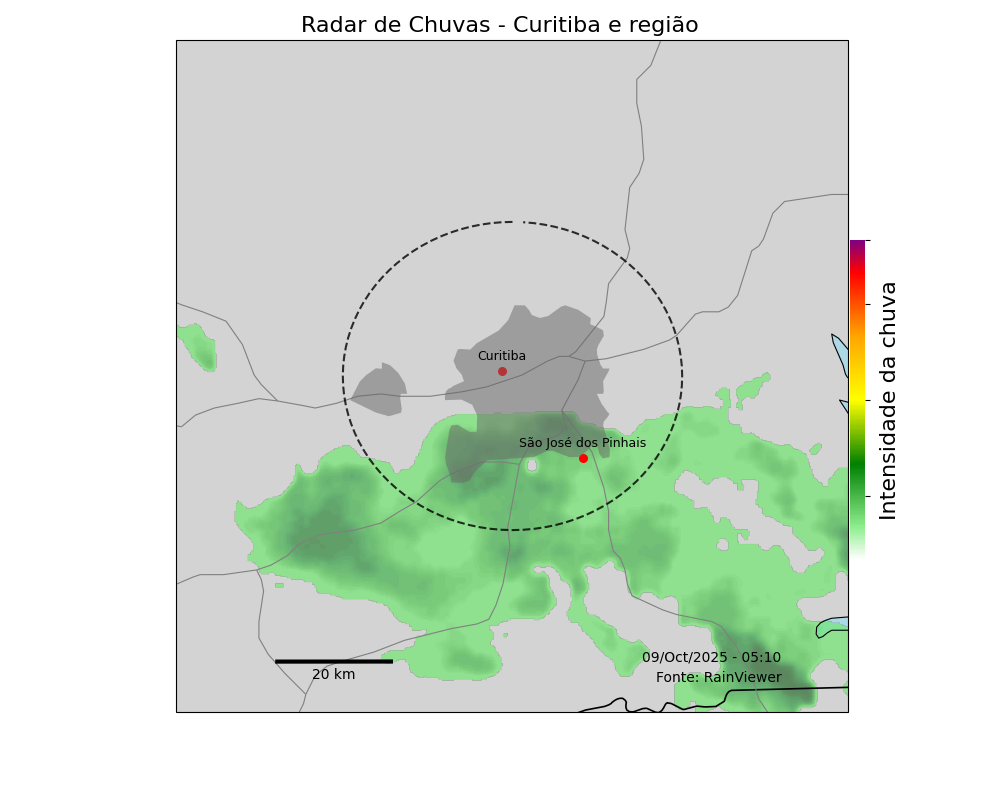 Radar de Chuvas - Curitiba e região
Curitiba
São José dos Pinhais
Intensidade da chuva
09/Oct/2025 - 05:10
20 km
Fonte: RainViewer